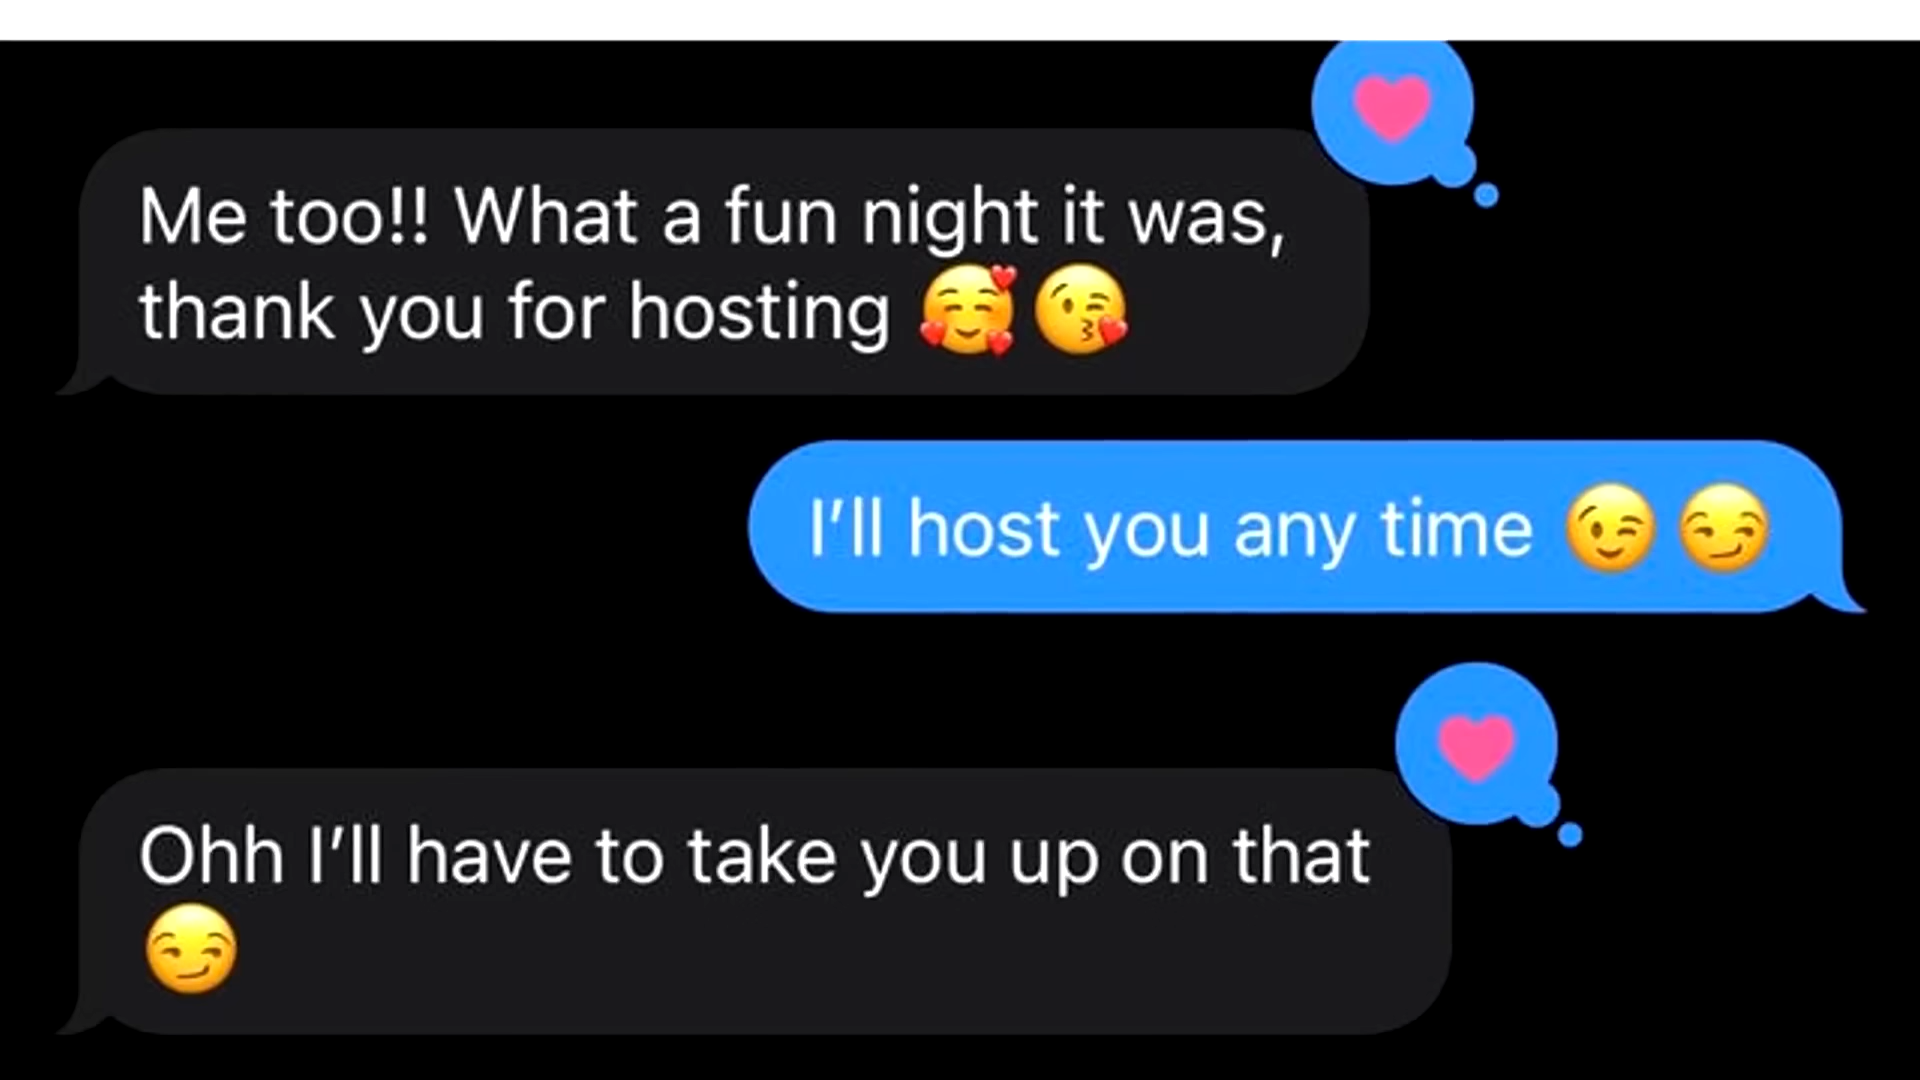 Me too!! What a fun night it was,
thank you for hosting 🥰 😘
I’ll host you any time 😉 😏
Ohh I’ll have to take you up on that
😏